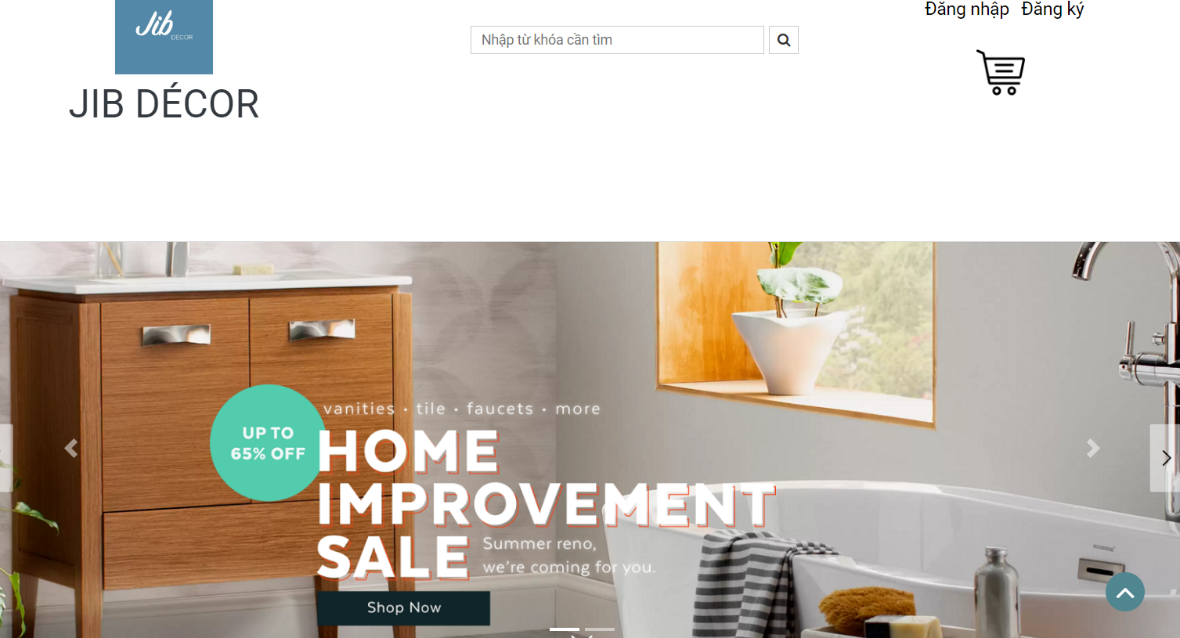 Jib
DECOR
JIB DÉCOR
Nhập từ khóa cần tìm
Đăng nhập Đăng ký
vanities • tile • faucets • more
UP TO
65% OFF
HOME
IMPROVEMENT
SALE
Summer reno,
we're coming for you.
Shop Now